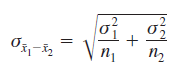 σ_{x̄₁−x̄₂} = √(σ₁²/n₁ + σ₂²/n₂)